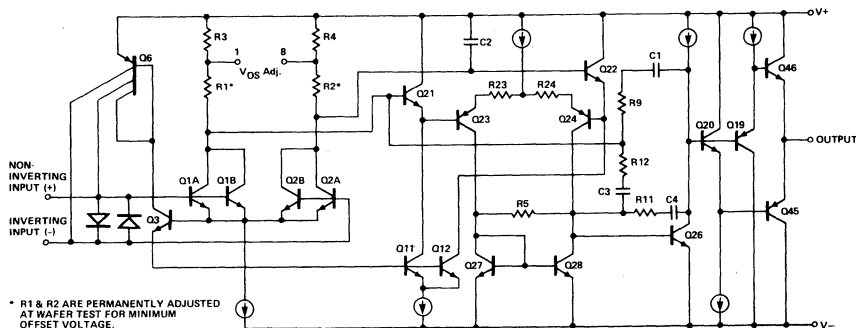 V+
Q6
R3
R4
1
8
VOS Adj.
R1*
R2*
C2
Q21
Q22
R23
R24
Q23
Q24
C1
R9
R12
C3
R5
R11
C4
Q20
Q19
Q46
OUTPUT
Q45
Q26
NON-
INVERTING
INPUT (+)
INVERTING
INPUT (-)
Q1A
Q1B
Q2B
Q2A
Q3
Q11
Q12
Q27
Q28
V-
* R1 & R2 ARE PERMANENTLY ADJUSTED
AT WAFER TEST FOR MINIMUM
OFFSET VOLTAGE.